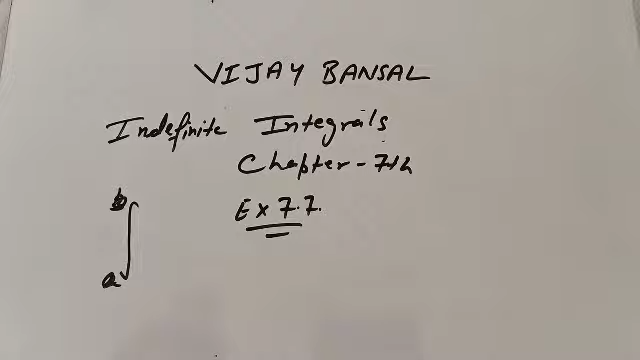 VIJAY BANSAL
Indefinite Integrals
Chapter-7th
Ex 7.7.
b
∫
a